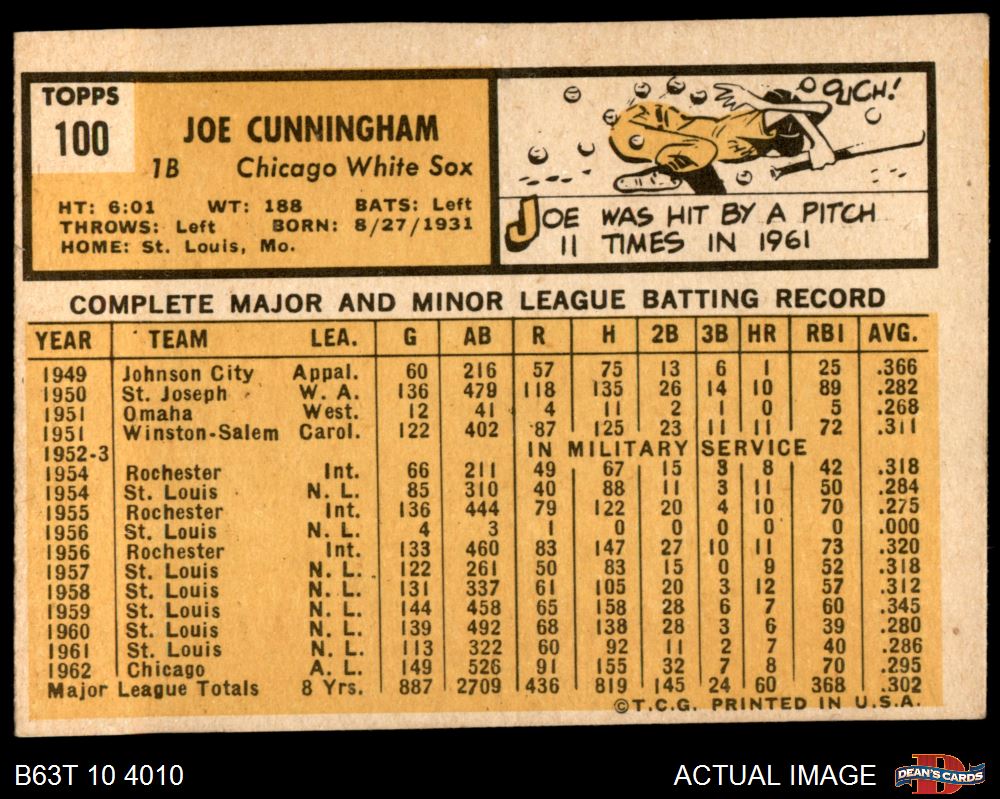 TOPPS
100
JOE CUNNINGHAM
1B Chicago White Sox
HT: 6:01 WT: 188 BATS: Left
THROWS: Left BORN: 8/27/1931
HOME: St. Louis, Mo.
OUCH!
JOE WAS HIT BY A PITCH
11 TIMES IN 1961
COMPLETE MAJOR AND MINOR LEAGUE BATTING RECORD
YEAR TEAM LEA. G AB R H 2B 3B HR RBI AVG.
1949 Johnson City Appal. 60 216 57 75 13 6 1 25 .366
1950 St. Joseph W. A. 136 479 118 135 26 14 10 89 .282
1951 Omaha West. 12 41 4 11 2 1 0 5 .268
1951 Winston-Salem Carol. 122 402 87 125 23 11 11 72 .311
1952-3 IN MILITARY SERVICE
1954 Rochester Int. 66 211 49 67 15 3 8 42 .318
1954 St. Louis N. L. 85 310 40 88 11 3 11 50 .284
1955 Rochester Int. 136 444 79 122 20 4 10 70 .275
1956 St. Louis N. L. 4 3 1 0 0 0 0 0 .000
1956 Rochester Int. 133 460 83 147 27 10 11 73 .320
1957 St. Louis N. L. 122 261 50 83 15 0 9 52 .318
1958 St. Louis N. L. 131 337 61 105 20 3 12 57 .312
1959 St. Louis N. L. 144 458 65 158 28 6 7 60 .345
1960 St. Louis N. L. 139 492 68 138 28 3 6 39 .280
1961 St. Louis N. L. 113 322 60 92 11 2 7 40 .286
1962 Chicago A. L. 149 526 91 155 32 7 8 70 .295
Major League Totals 8 Yrs. 887 2709 436 819 145 24 60 368 .302
©T.C.G. PRINTED IN U.S.A.
B63T 10 4010 ACTUAL IMAGE DEAN'S CARDS